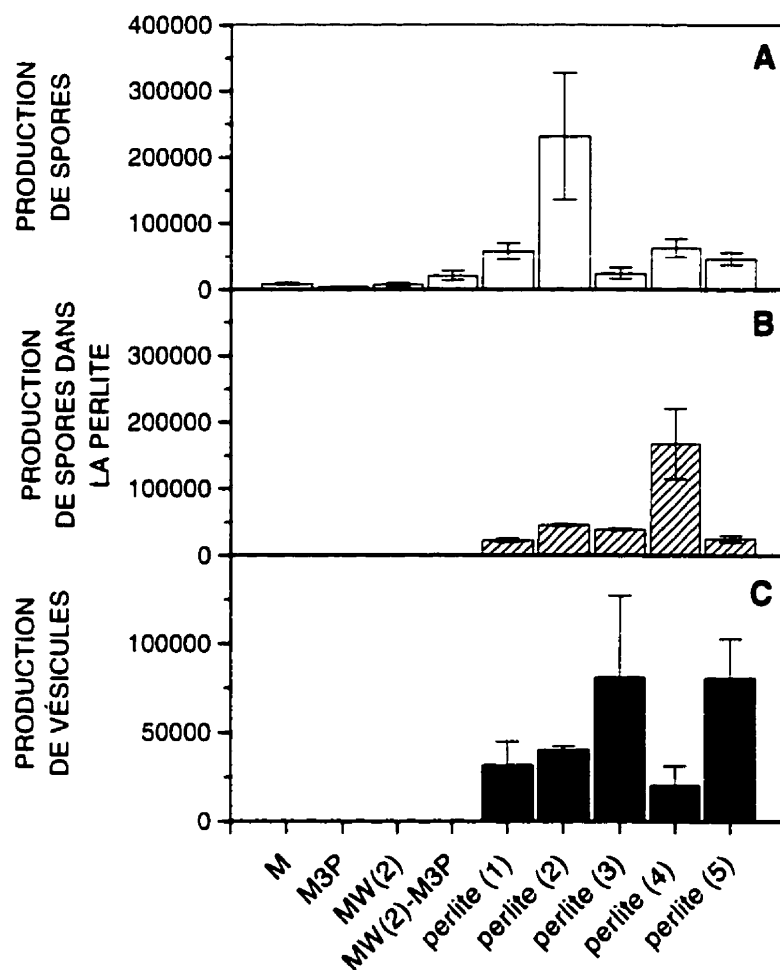 A
PRODUCTION
DE SPORES
400000
300000
200000
100000
0
B
PRODUCTION
DE SPORES DANS
LA PERLITE
300000
200000
100000
0
C
PRODUCTION
DE VÉSICULES
100000
50000
0
M
M3P
MW(2)
MW(2)-M3P
perlite (1)
perlite (2)
perlite (3)
perlite (4)
perlite (5)